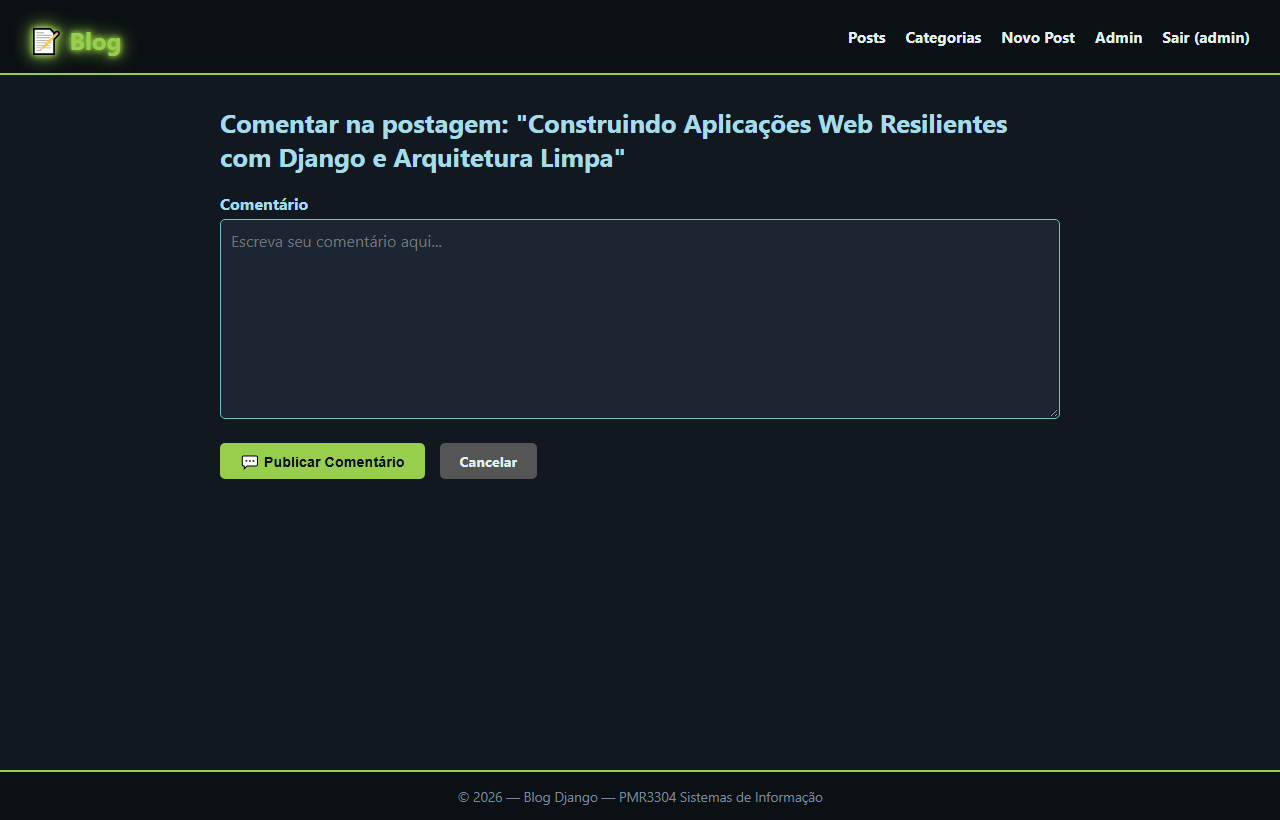 📝 Blog
Posts Categorias Novo Post Admin Sair (admin)
Comentar na postagem: "Construindo Aplicações Web Resilientes
com Django e Arquitetura Limpa"
Comentário
Escreva seu comentário aqui...
💬 Publicar Comentário Cancelar
© 2026 — Blog Django — PMR3304 Sistemas de Informação